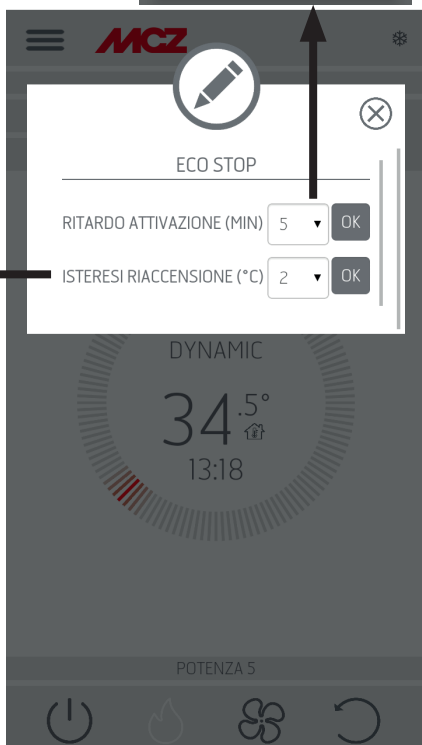 MCZ
ECO STOP
RITARDO ATTIVAZIONE (MIN) 5 OK
ISTERESI RIACCENSIONE (°C) 2 OK
DYNAMIC
34.5°
13:18
POTENZA 5